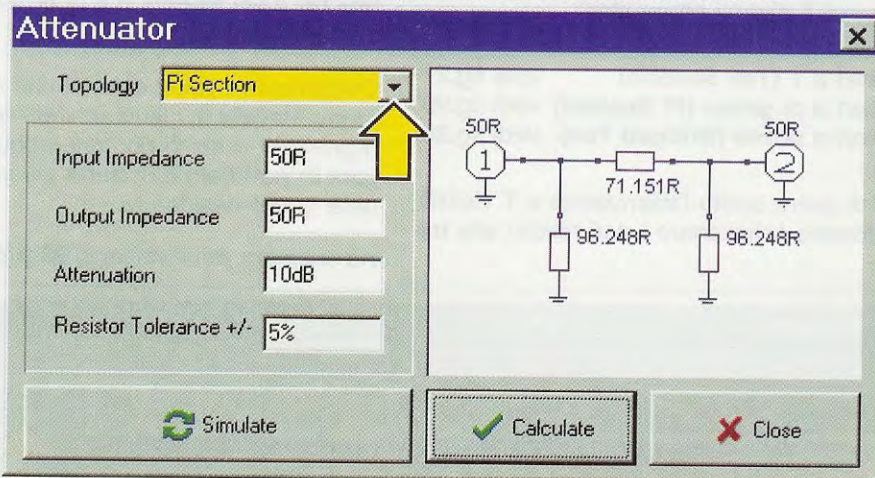 Attenuator
Topology Pi Section
Input Impedance 50R
Output Impedance 50R
Attenuation 10dB
Resistor Tolerance +/- 5%
50R
1
71.151R
50R
2
96.248R
96.248R
Simulate
Calculate
Close